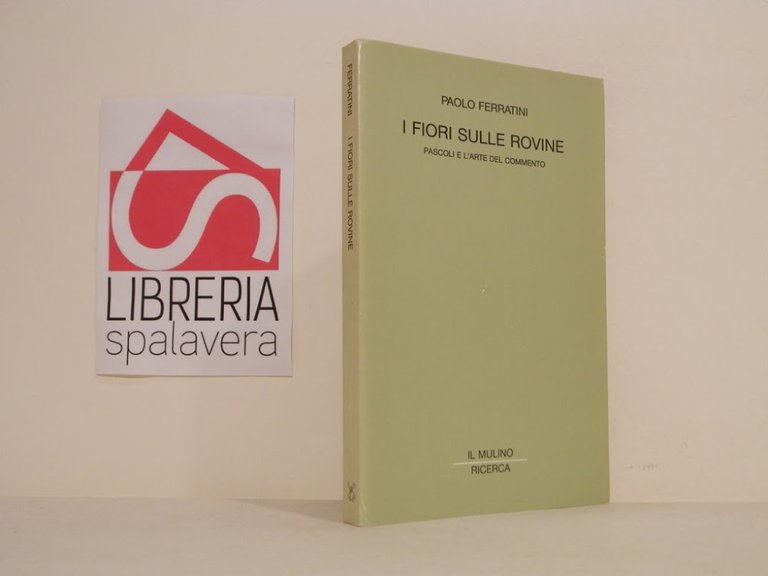 LIBRERIA
spalavera
FERRATINI I FIORI SULLE ROVINE
PAOLO FERRATINI
I FIORI SULLE ROVINE
PASCOLI E L'ARTE DEL COMMENTO
IL MULINO
RICERCA